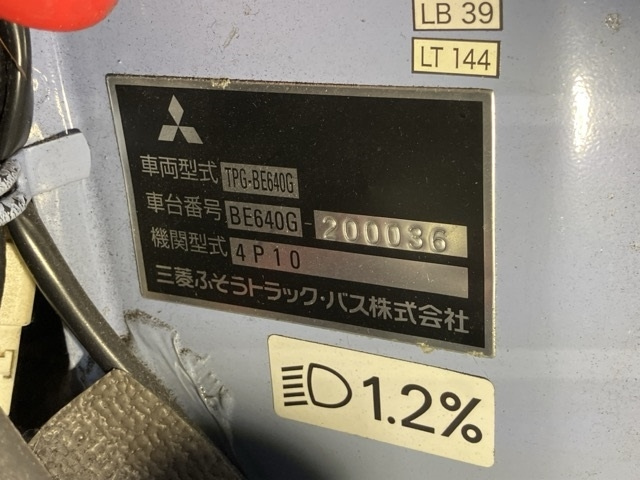 LB 39
LT 144
車両型式 TPG-BE640G
車台番号 BE640G-200036
機関型式 4P10
三菱ふそうトラック・バス株式会社
1.2%